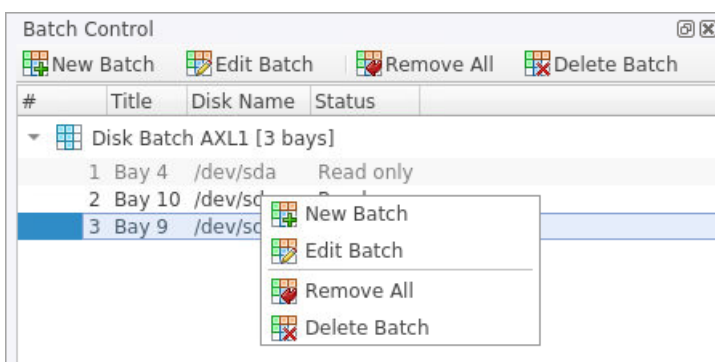 Batch Control
New Batch Edit Batch Remove All Delete Batch
# Title Disk Name Status
Disk Batch AXL1 [3 bays]
1 Bay 4 /dev/sda Read only
2 Bay 10
3 Bay 9
New Batch
Edit Batch
Remove All
Delete Batch